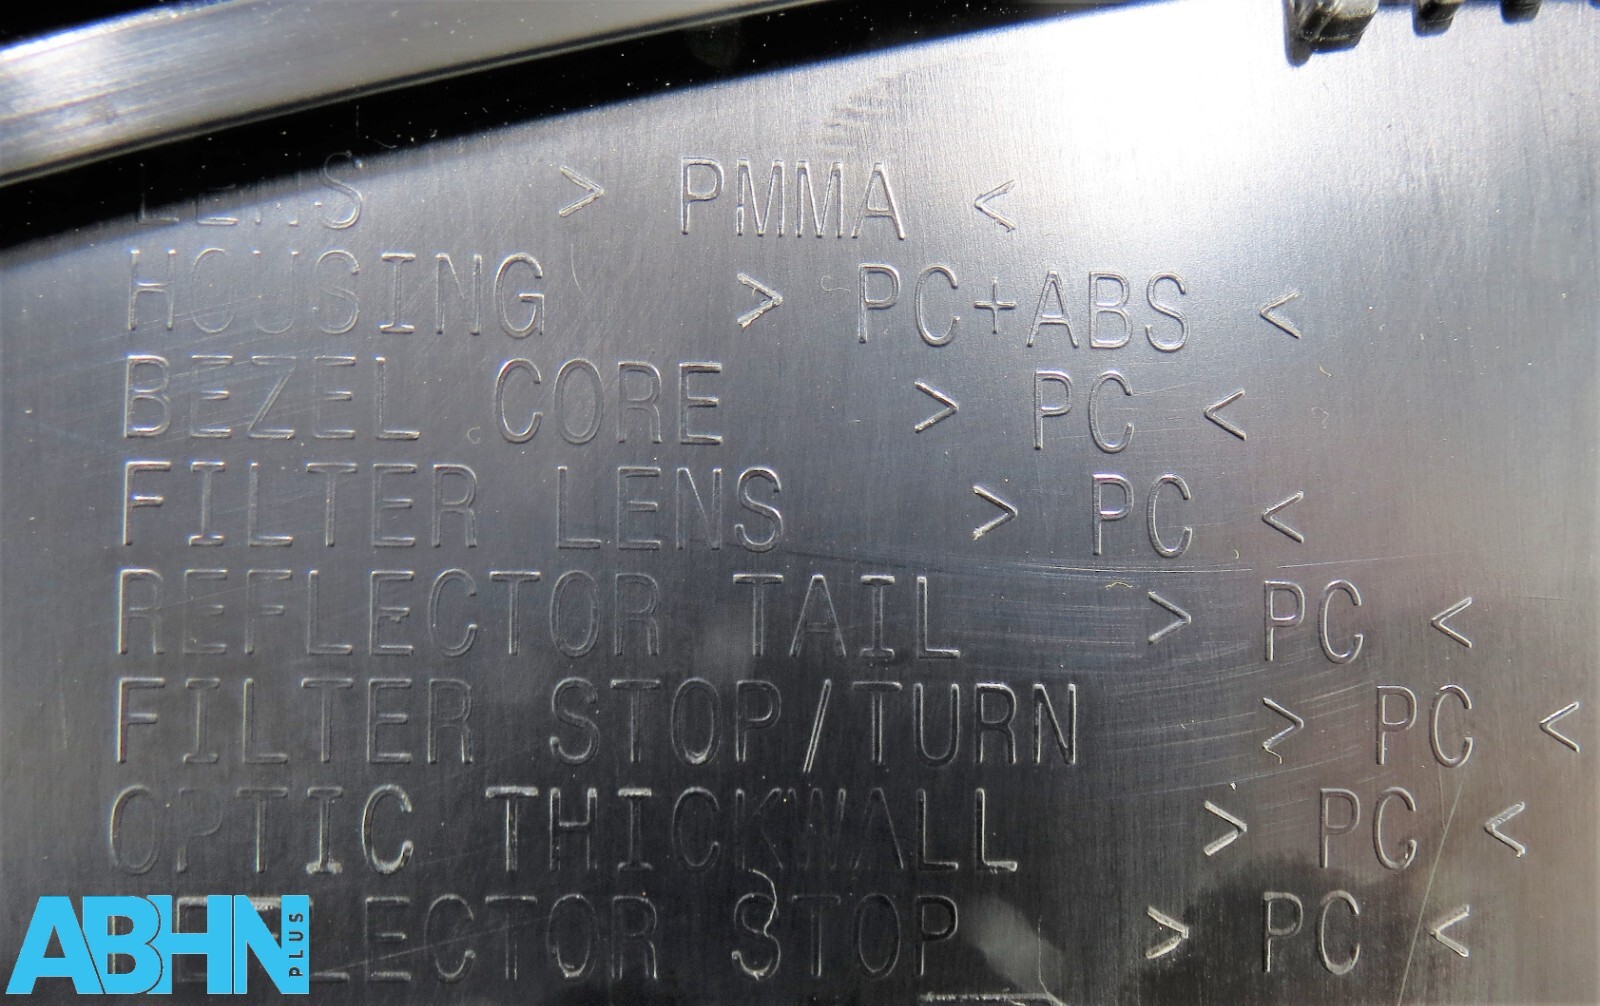 LENS > PMMA <
HOUSING > PC+ABS <
BEZEL CORE > PC <
FILTER LENS > PC <
REFLECTOR TAIL > PC <
FILTER STOP/TURN > PC <
OPTIC THICKWALL > PC <
REFLECTOR STOP > PC <
ABHN PLUS